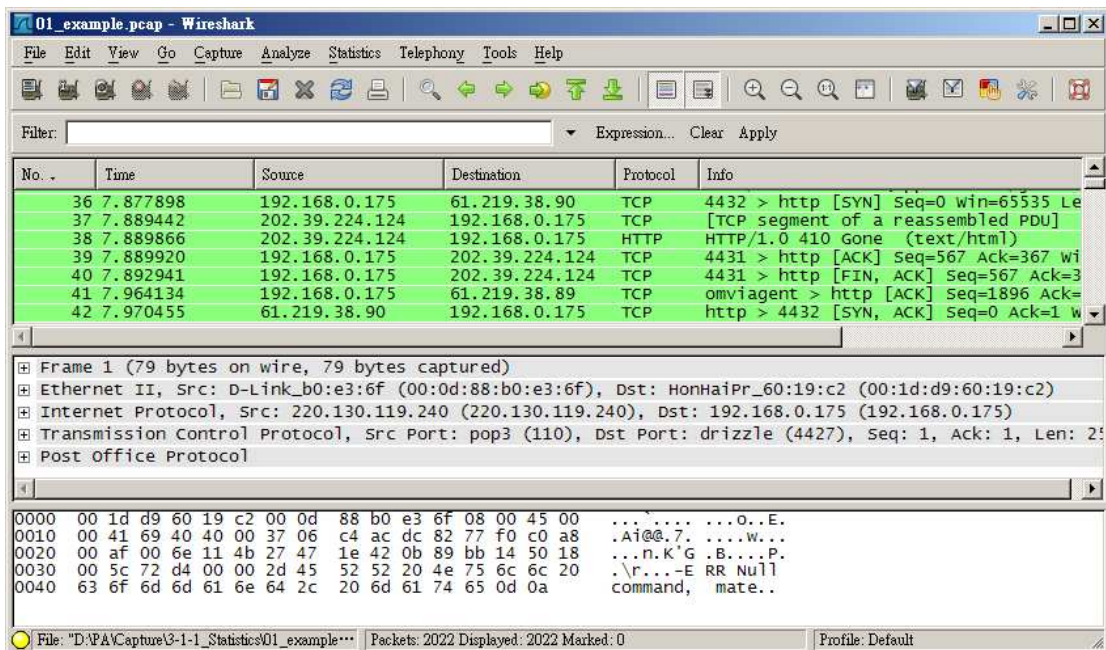 01_example.pcap - Wireshark
File Edit View Go Capture Analyze Statistics Telephony Tools Help
Filter: Expression... Clear Apply
No. . Time Source Destination Protocol Info
36 7.877898 192.168.0.175 61.219.38.90 TCP 4432 > http [SYN] Seq=0 Win=65535 Le
37 7.889442 202.39.224.124 192.168.0.175 TCP [TCP segment of a reassembled PDU]
38 7.889866 202.39.224.124 192.168.0.175 HTTP HTTP/1.0 410 Gone (text/html)
39 7.889920 192.168.0.175 202.39.224.124 TCP 4431 > http [ACK] Seq=567 Ack=367 Wi
40 7.892941 192.168.0.175 202.39.224.124 TCP 4431 > http [FIN, ACK] Seq=567 Ack=3
41 7.964134 192.168.0.175 61.219.38.89 TCP omviagent > http [ACK] Seq=1896 Ack=
42 7.970455 61.219.38.90 192.168.0.175 TCP http > 4432 [SYN, ACK] Seq=0 Ack=1 W
Frame 1 (79 bytes on wire, 79 bytes captured)
Ethernet II, Src: D-Link_b0:e3:6f (00:0d:88:b0:e3:6f), Dst: HonHaiPr_60:19:c2 (00:1d:d9:60:19:c2)
Internet Protocol, Src: 220.130.119.240 (220.130.119.240), Dst: 192.168.0.175 (192.168.0.175)
Transmission Control Protocol, Src Port: pop3 (110), Dst Port: drizzle (4427), Seq: 1, Ack: 1, Len: 25
Post Office Protocol
0000 00 1d d9 60 19 c2 00 0d 88 b0 e3 6f 08 00 45 00 ...`.... ...o..E.
0010 00 41 69 40 40 00 37 06 c4 ac dc 82 77 f0 c0 a8 .Ai@@.7. ....w...
0020 00 af 00 6e 11 4b 27 47 1e 42 0b 89 bb 14 50 18 ...n.K'G .B....P.
0030 00 5c 72 d4 00 00 2d 45 52 52 20 4e 75 6c 6c 20 .\r...-E RR Null
0040 63 6f 6d 6d 61 6e 64 2c 20 6d 61 74 65 0d 0a command, mate..
File: "D:\PA\Capture\3-1-1_Statistics\01_example… Packets: 2022 Displayed: 2022 Marked: 0 Profile: Default